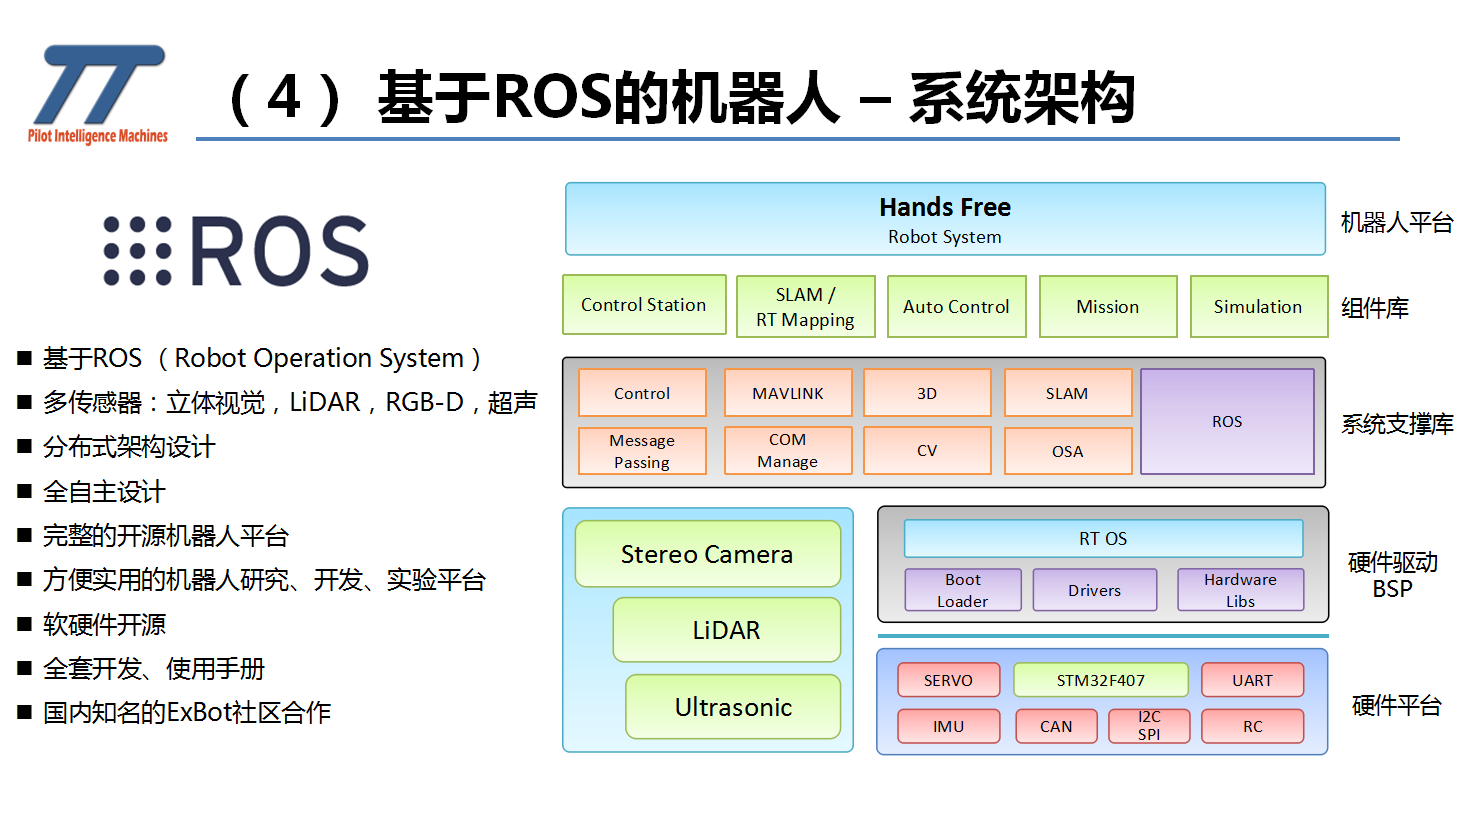 Pilot Intelligence Machines
（4）基于ROS的机器人 – 系统架构
ROS
■ 基于ROS （Robot Operation System）
■ 多传感器：立体视觉，LiDAR，RGB-D，超声
■ 分布式架构设计
■ 全自主设计
■ 完整的开源机器人平台
■ 方便实用的机器人研究、开发、实验平台
■ 软硬件开源
■ 全套开发、使用手册
■ 国内知名的ExBot社区合作
Hands Free
Robot System
机器人平台
Control Station
SLAM /
RT Mapping
Auto Control
Mission
Simulation
组件库
Control
MAVLINK
3D
SLAM
ROS
Message
Passing
COM
Manage
CV
OSA
系统支撑库
Stereo Camera
LiDAR
Ultrasonic
RT OS
Boot
Loader
Drivers
Hardware
Libs
硬件驱动
BSP
SERVO
STM32F407
UART
IMU
CAN
I2C
SPI
RC
硬件平台